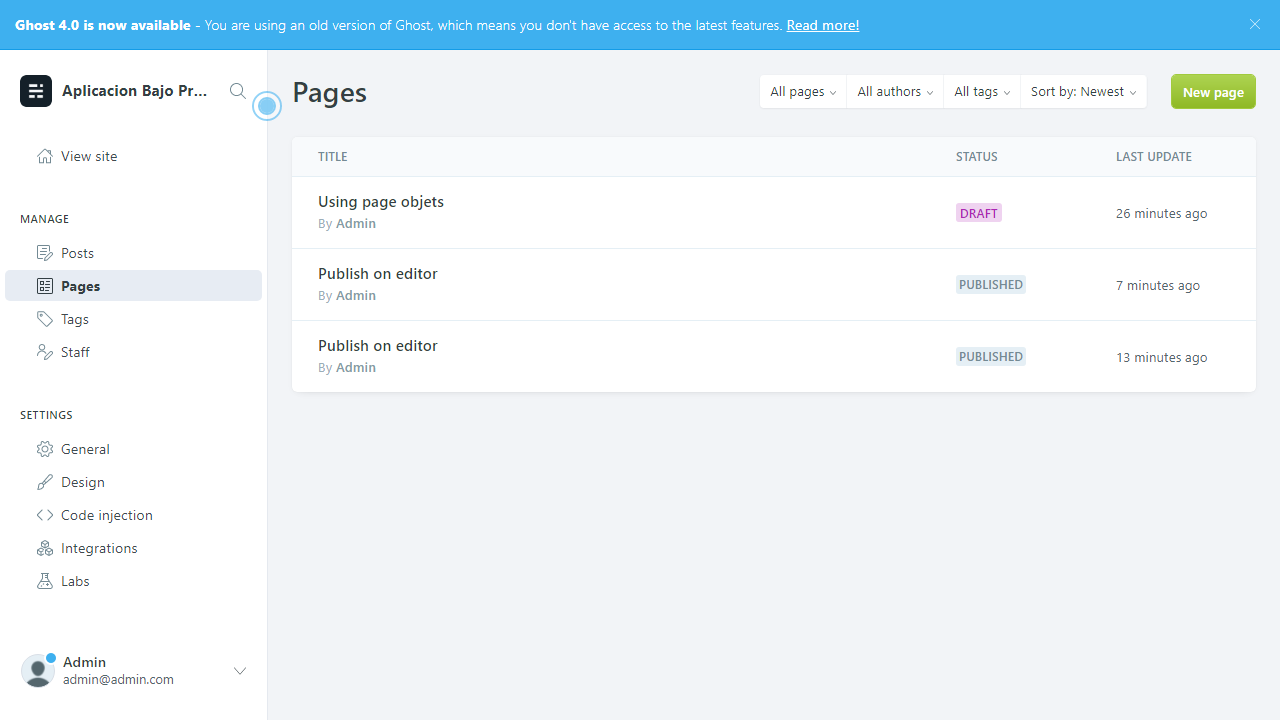 Ghost 4.0 is now available - You are using an old version of Ghost, which means you don't have access to the latest features. Read more!
Aplicacion Bajo Pr...
View site
MANAGE
Posts
Pages
Tags
Staff
SETTINGS
General
Design
Code injection
Integrations
Labs
Admin
admin@admin.com
Pages
All pages
All authors
All tags
Sort by: Newest
New page
TITLE STATUS LAST UPDATE
Using page objets
By Admin
DRAFT
26 minutes ago
Publish on editor
By Admin
PUBLISHED
7 minutes ago
Publish on editor
By Admin
PUBLISHED
13 minutes ago